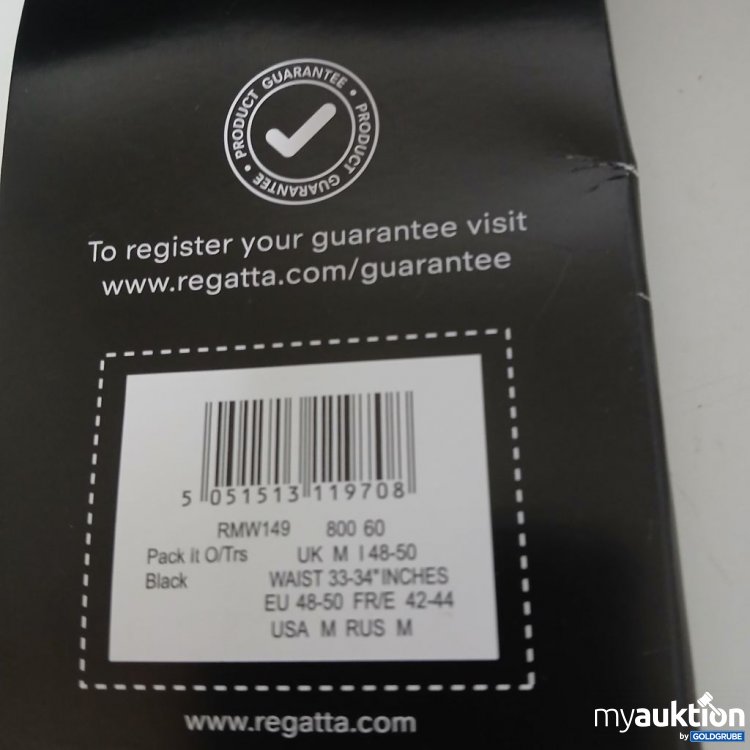 PRODUCT GUARANTEE • PRODUCT GUARANTEE •
To register your guarantee visit
www.regatta.com/guarantee
5 051513 119708
RMW149 800 60
Pack it O/Trs UK M I 48-50
Black WAIST 33-34"INCHES
EU 48-50 FR/E 42-44
USA M RUS M
www.regatta.com
myauktion
by GOLDGRUBE